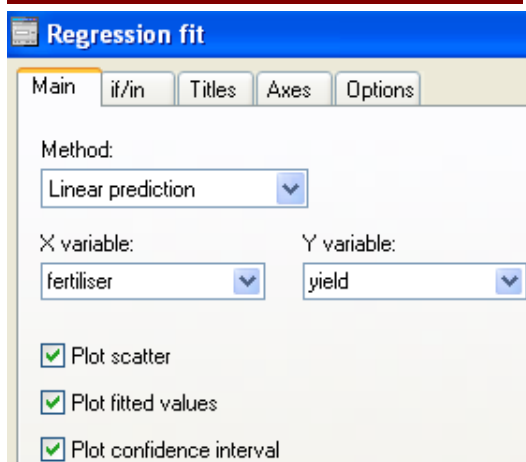 Regression fit
Main if/in Titles Axes Options
Method:
Linear prediction
X variable: Y variable:
fertiliser yield
Plot scatter
Plot fitted values
Plot confidence interval